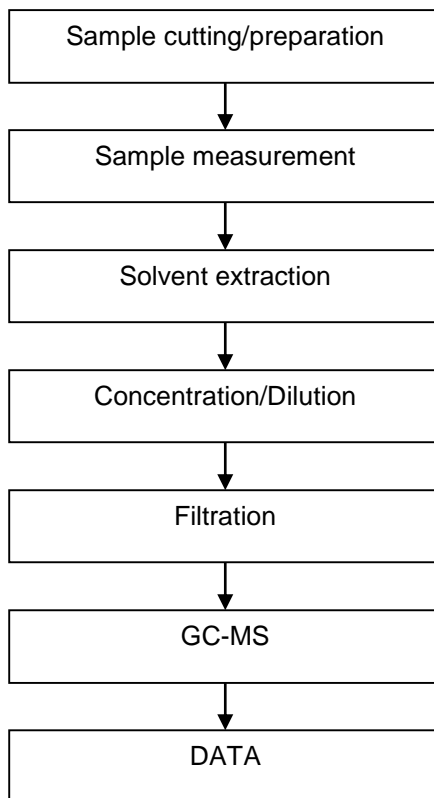 Sample cutting/preparation
Sample measurement
Solvent extraction
Concentration/Dilution
Filtration
GC-MS
DATA